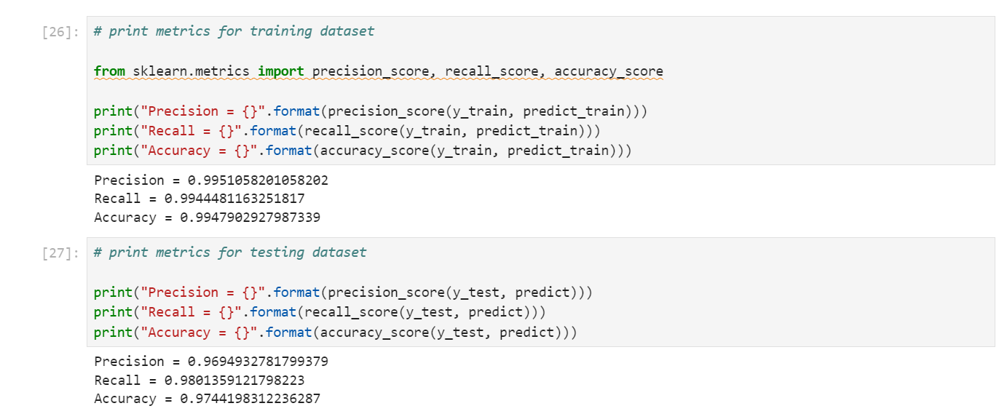 [26]: # print metrics for training dataset
from sklearn.metrics import precision_score, recall_score, accuracy_score
print("Precision = {}".format(precision_score(y_train, predict_train)))
print("Recall = {}".format(recall_score(y_train, predict_train)))
print("Accuracy = {}".format(accuracy_score(y_train, predict_train)))
Precision = 0.9951058201058202
Recall = 0.9944481163251817
Accuracy = 0.9947902927987339
[27]: # print metrics for testing dataset
print("Precision = {}".format(precision_score(y_test, predict)))
print("Recall = {}".format(recall_score(y_test, predict)))
print("Accuracy = {}".format(accuracy_score(y_test, predict)))
Precision = 0.9694932781799379
Recall = 0.9801359121798223
Accuracy = 0.9744198312236287